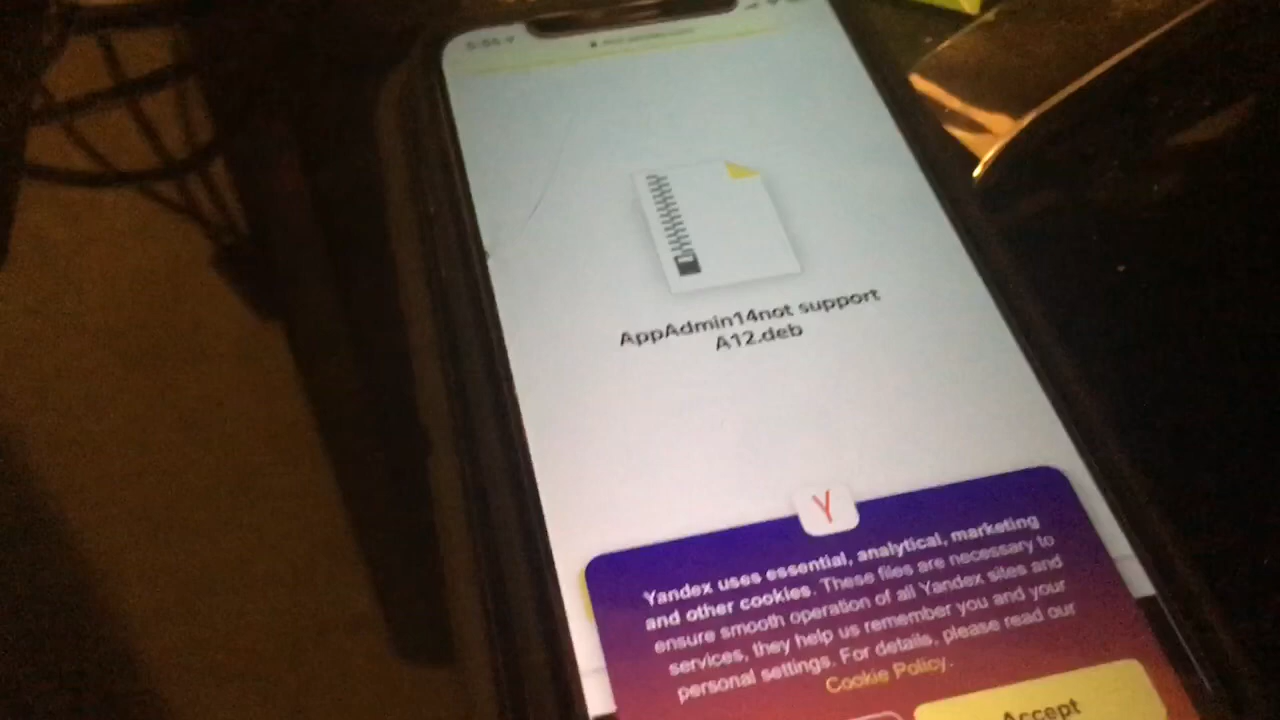 AppAdmin14not support
A12.deb
Y
Yandex uses essential, analytical, marketing
and other cookies. These files are necessary to
ensure smooth operation of all Yandex sites and
services, they help us remember you and your
personal settings. For details, please read our
Cookie Policy.
Accept